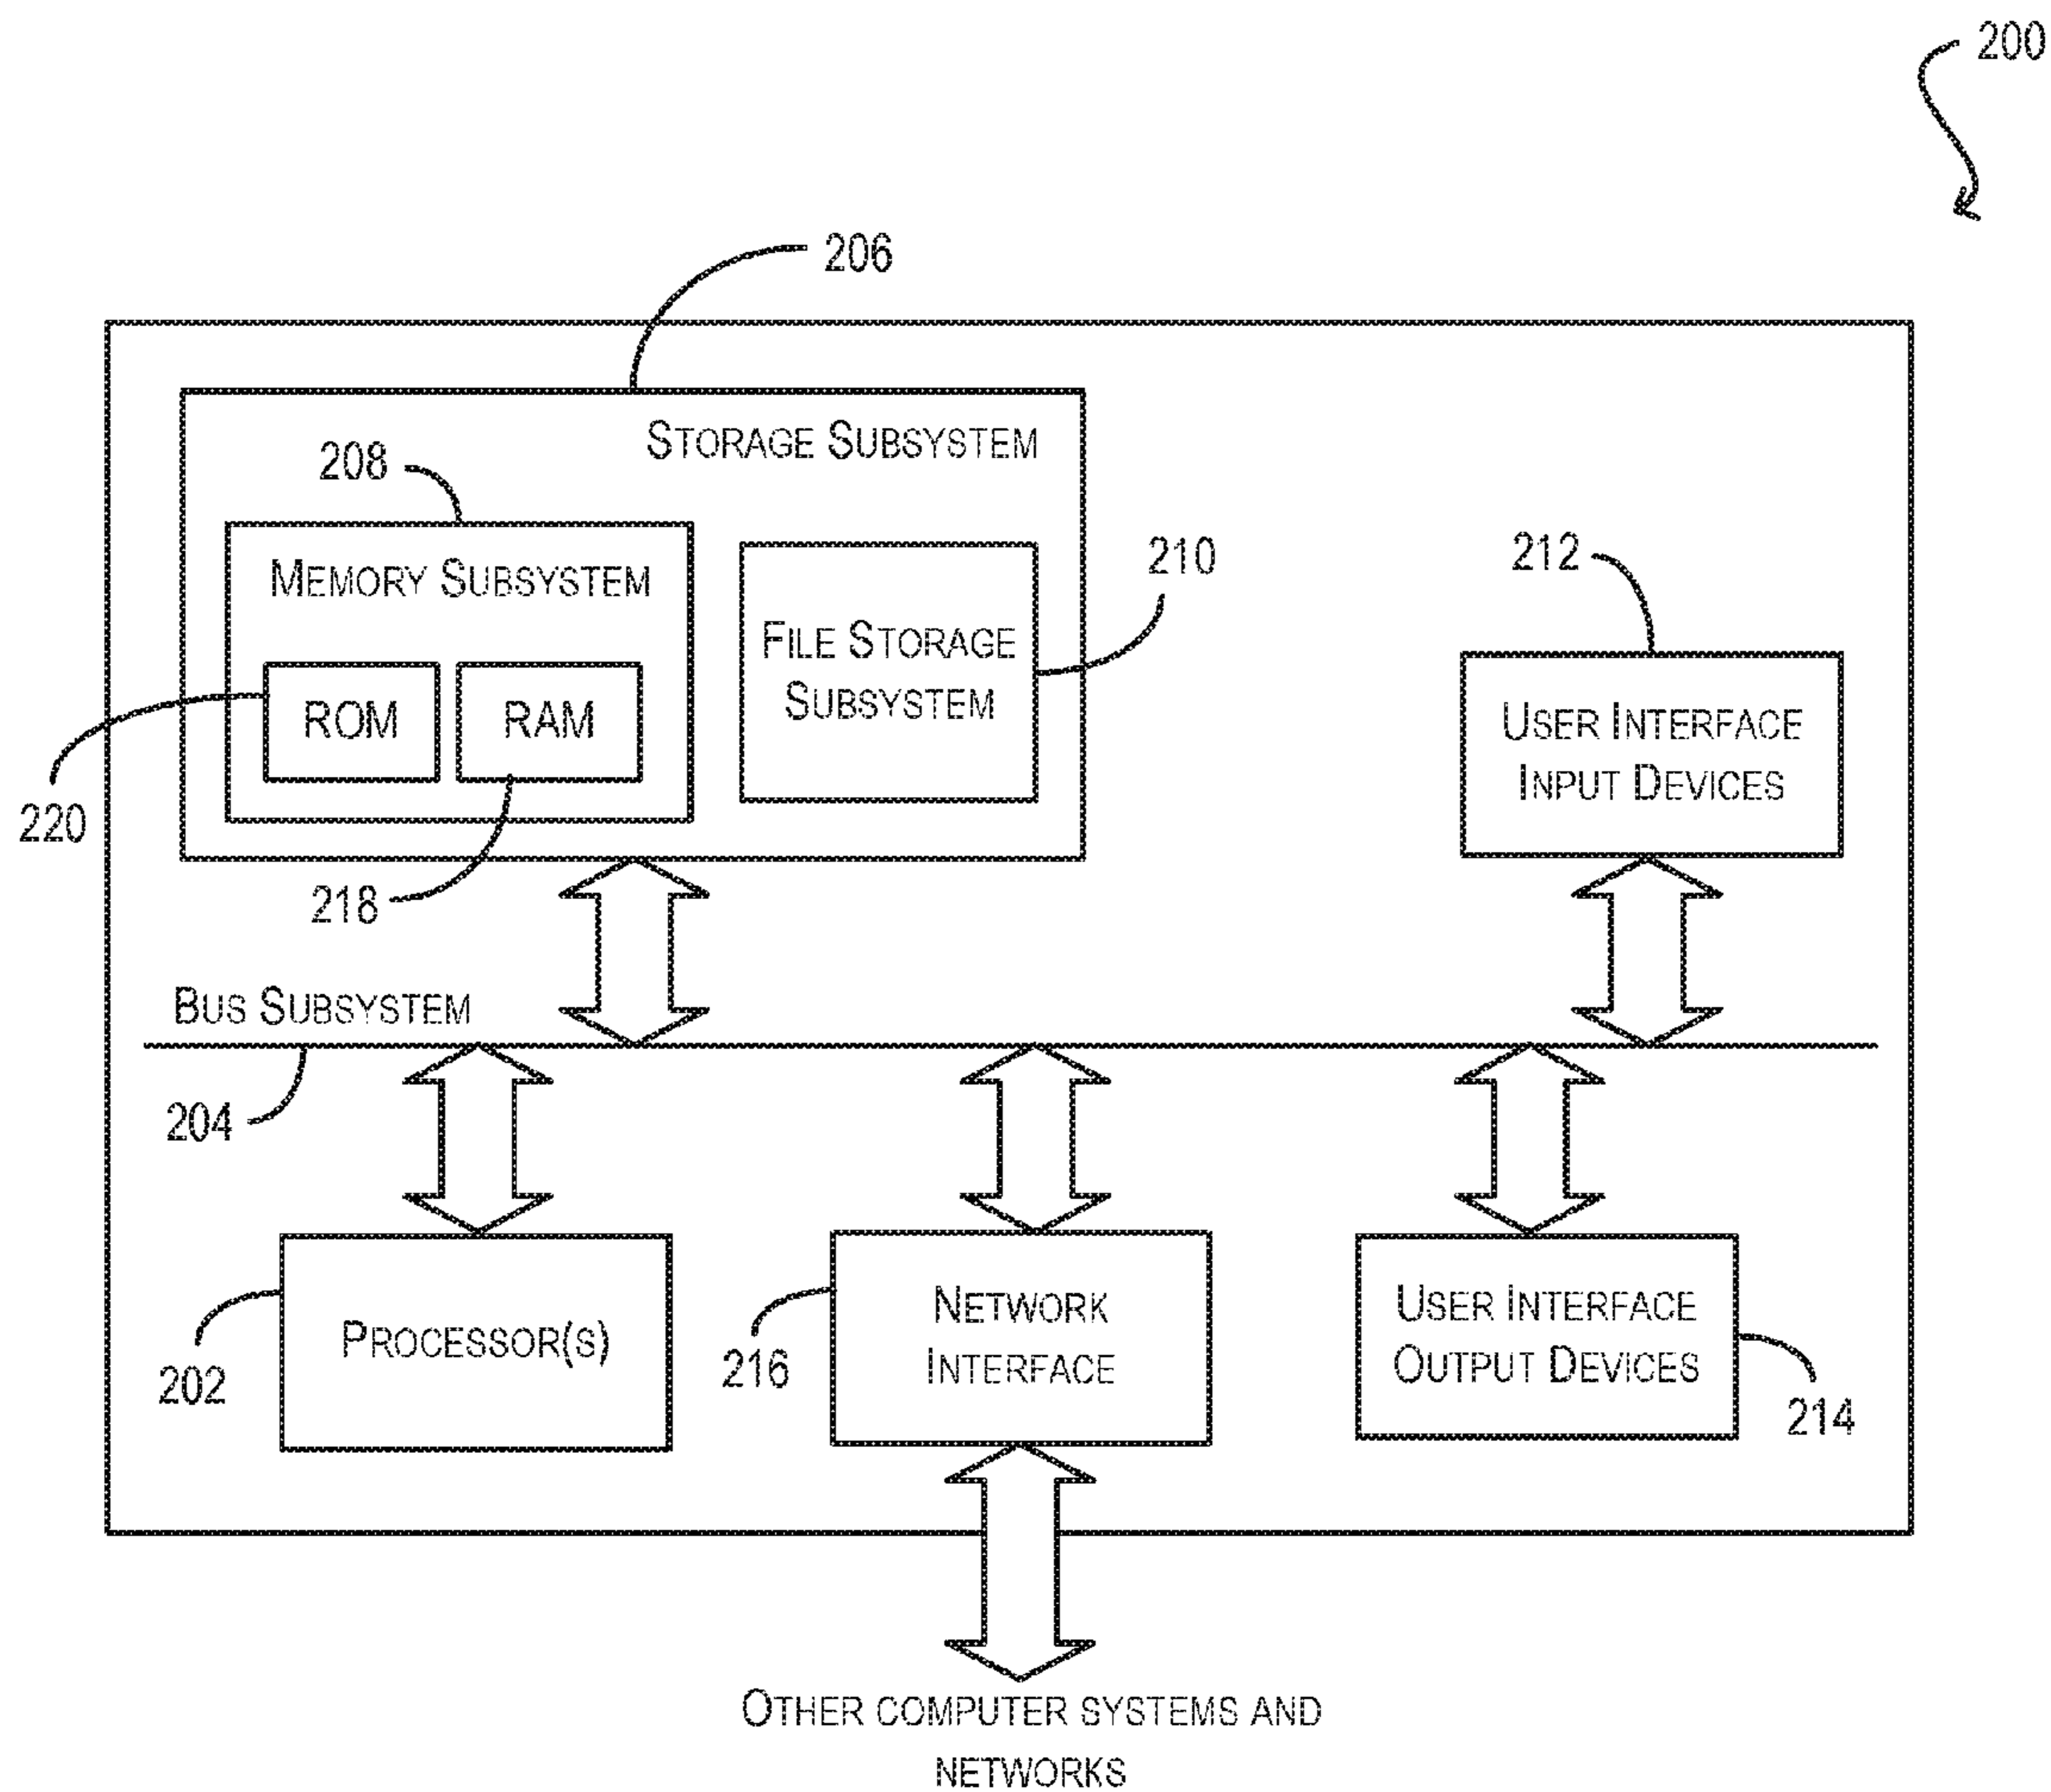 200
206
STORAGE SUBSYSTEM
208
MEMORY SUBSYSTEM
210
212
FILE STORAGE
SUBSYSTEM
ROM
RAM
USER INTERFACE
INPUT DEVICES
220
218
BUS SUBSYSTEM
204
PROCESSOR(S)
202
NETWORK
INTERFACE
216
USER INTERFACE
OUTPUT DEVICES
214
OTHER COMPUTER SYSTEMS AND
NETWORKS